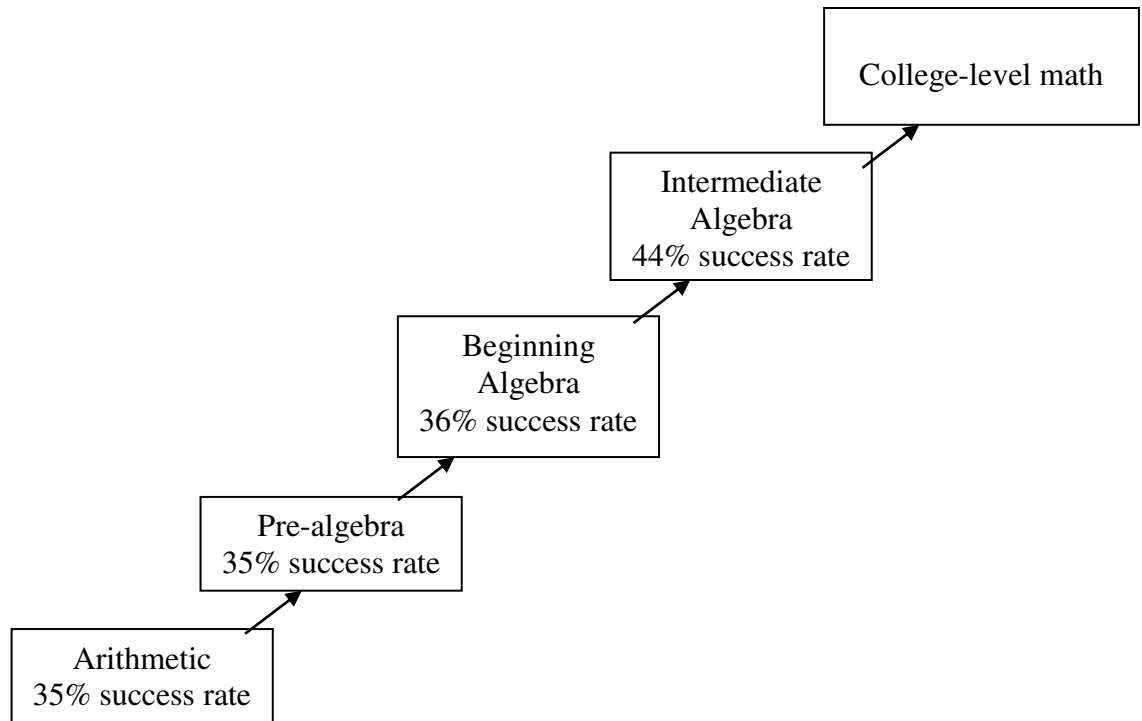 College-level math
Intermediate
Algebra
44% success rate
Beginning
Algebra
36% success rate
Pre-algebra
35% success rate
Arithmetic
35% success rate